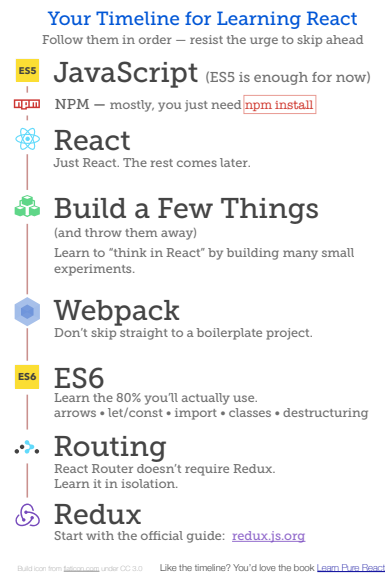 Your Timeline for Learning React
Follow them in order — resist the urge to skip ahead
ES5
JavaScript (ES5 is enough for now)
NPM — mostly, you just need npm install
React
Just React. The rest comes later.
Build a Few Things
(and throw them away)
Learn to “think in React” by building many small
experiments.
Webpack
Don’t skip straight to a boilerplate project.
ES6
ES6
Learn the 80% you’ll actually use.
arrows • let/const • import • classes • destructuring
Routing
React Router doesn’t require Redux.
Learn it in isolation.
Redux
Start with the official guide: redux.js.org
Build icon from flaticon.com under CC 3.0
Like the timeline? You’d love the book Learn Pure React